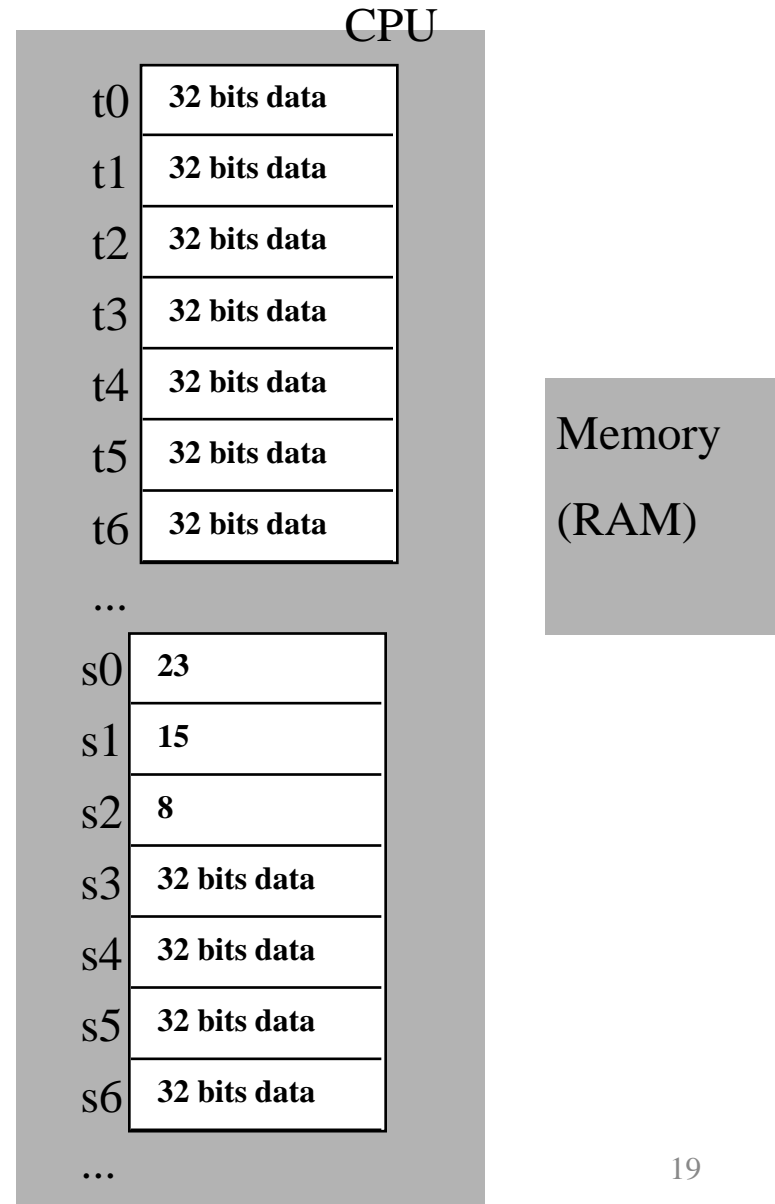 CPU
t0 32 bits data
t1 32 bits data
t2 32 bits data
t3 32 bits data
t4 32 bits data
t5 32 bits data
t6 32 bits data
...
s0 23
s1 15
s2 8
s3 32 bits data
s4 32 bits data
s5 32 bits data
s6 32 bits data
...
Memory
(RAM)
19